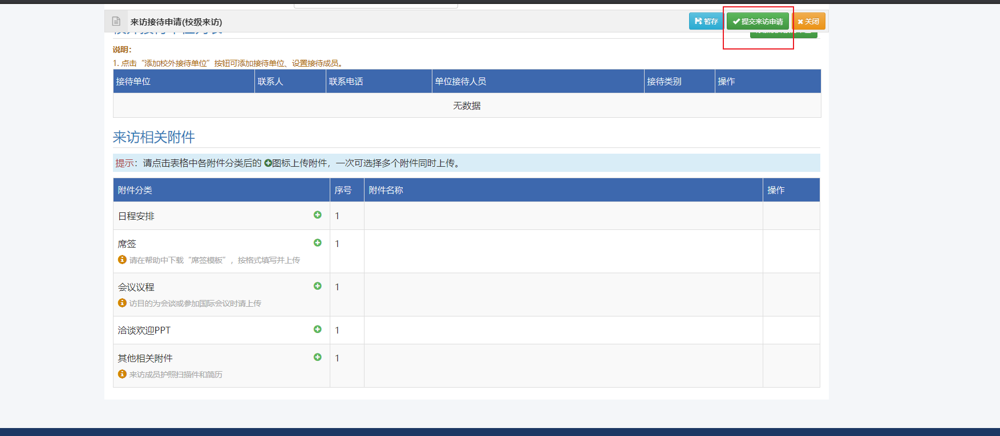 来访接待申请(校级来访)
暂存
提交来访申请
关闭
说明：
1. 点击“添加校外接待单位”按钮可添加接待单位、设置接待成员。
接待单位 联系人 联系电话 单位接待人员 接待类别 操作
无数据
来访相关附件
提示：请点击表格中各附件分类后的 图标上传附件，一次可选择多个附件同时上传。
附件分类 序号 附件名称 操作
日程安排 1
席签 1
请在帮助中下载“席签模板”，按格式填写并上传
会议议程 1
访目的为会谈或参加国际会议时请上传
洽谈欢迎PPT 1
其他相关附件 1
来访成员护照扫描件和简历